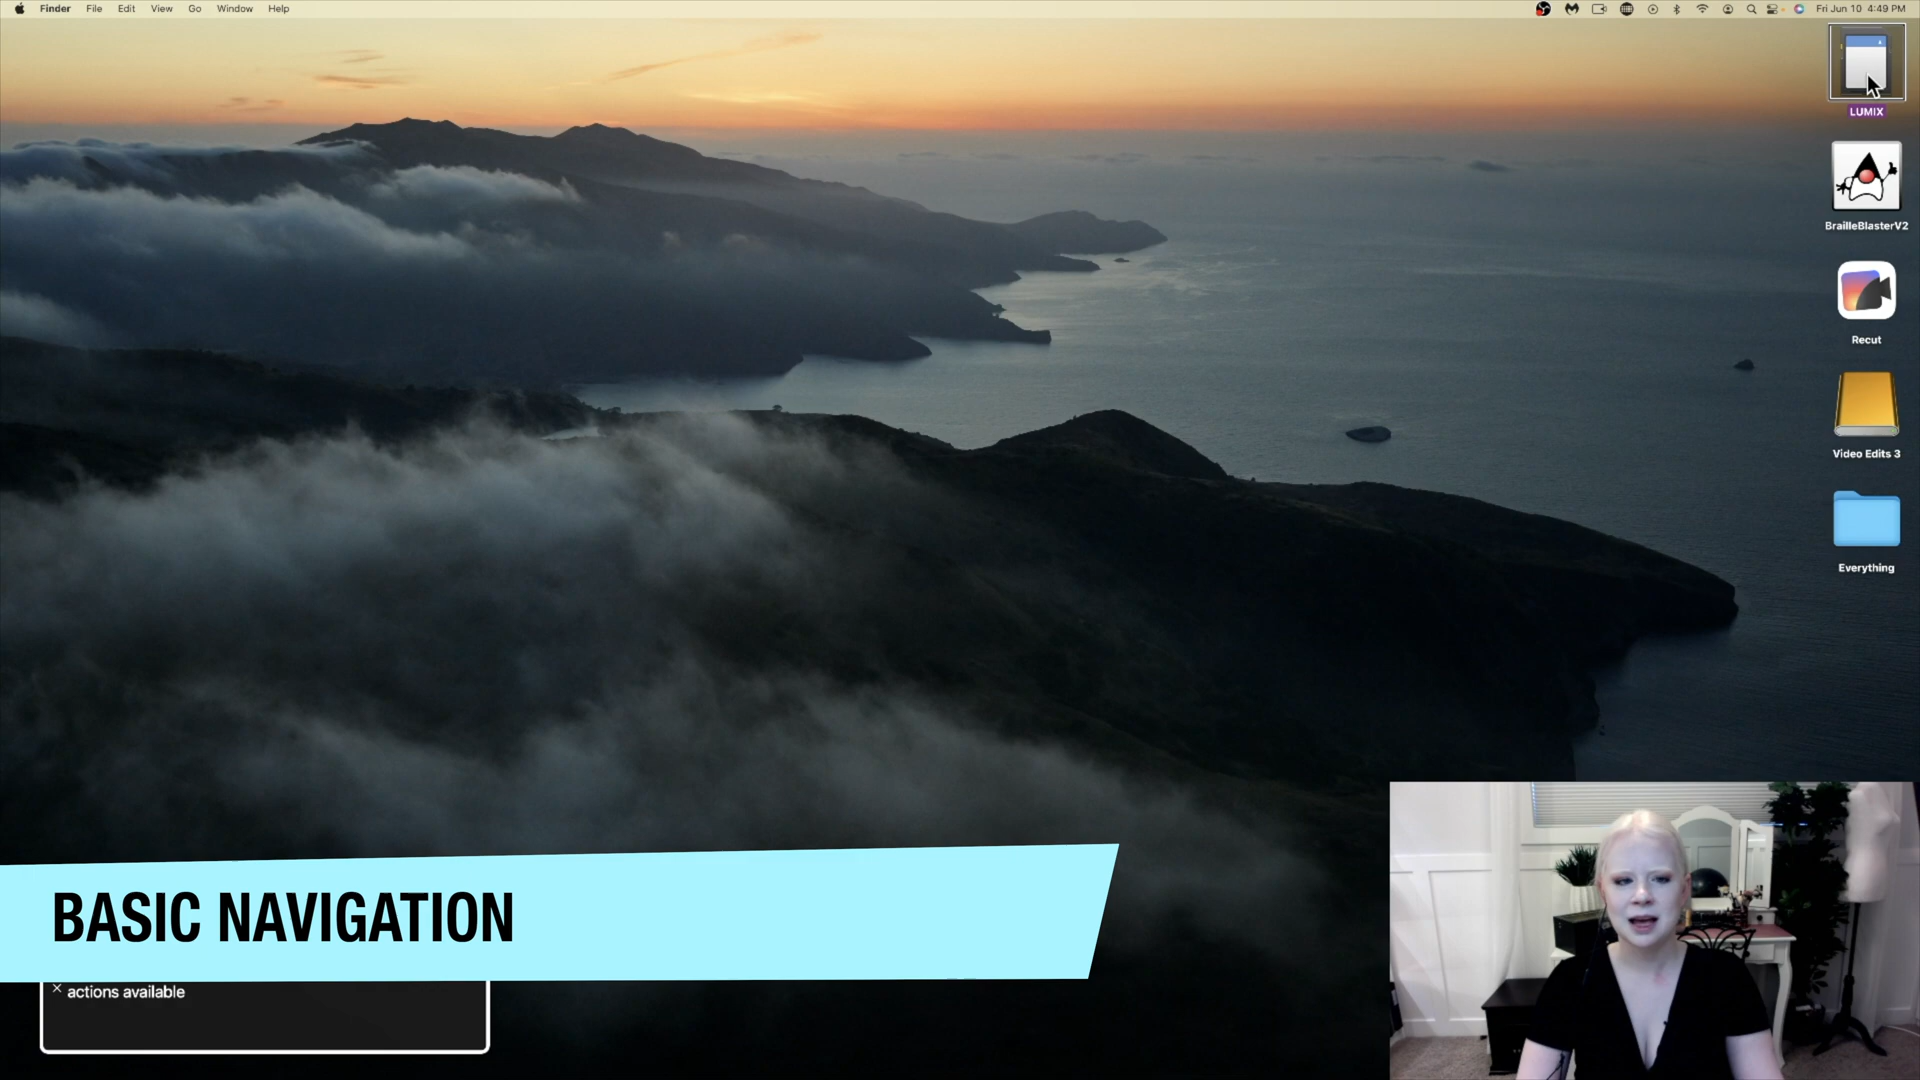 Finder File Edit View Go Window Help
Fri Jun 10 4:49 PM
LUMIX
BrailleBlasterV2
Recut
Video Edits 3
Everything
BASIC NAVIGATION
× actions available